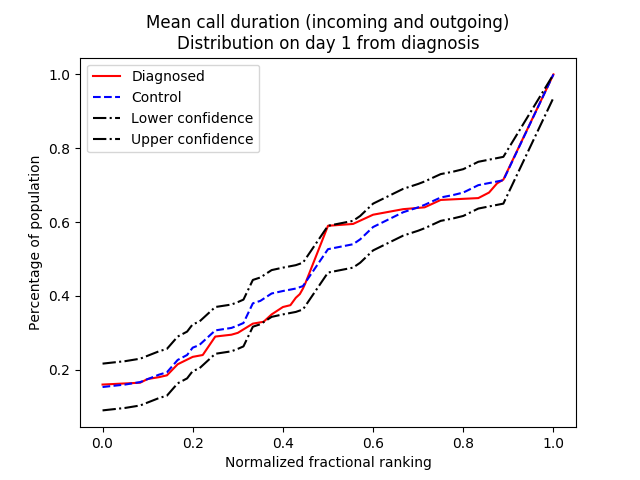 Mean call duration (incoming and outgoing)
Distribution on day 1 from diagnosis
Diagnosed
Control
Lower confidence
Upper confidence
Percentage of population
1.0
0.8
0.6
0.4
0.2
0.0 0.2 0.4 0.6 0.8 1.0
Normalized fractional ranking